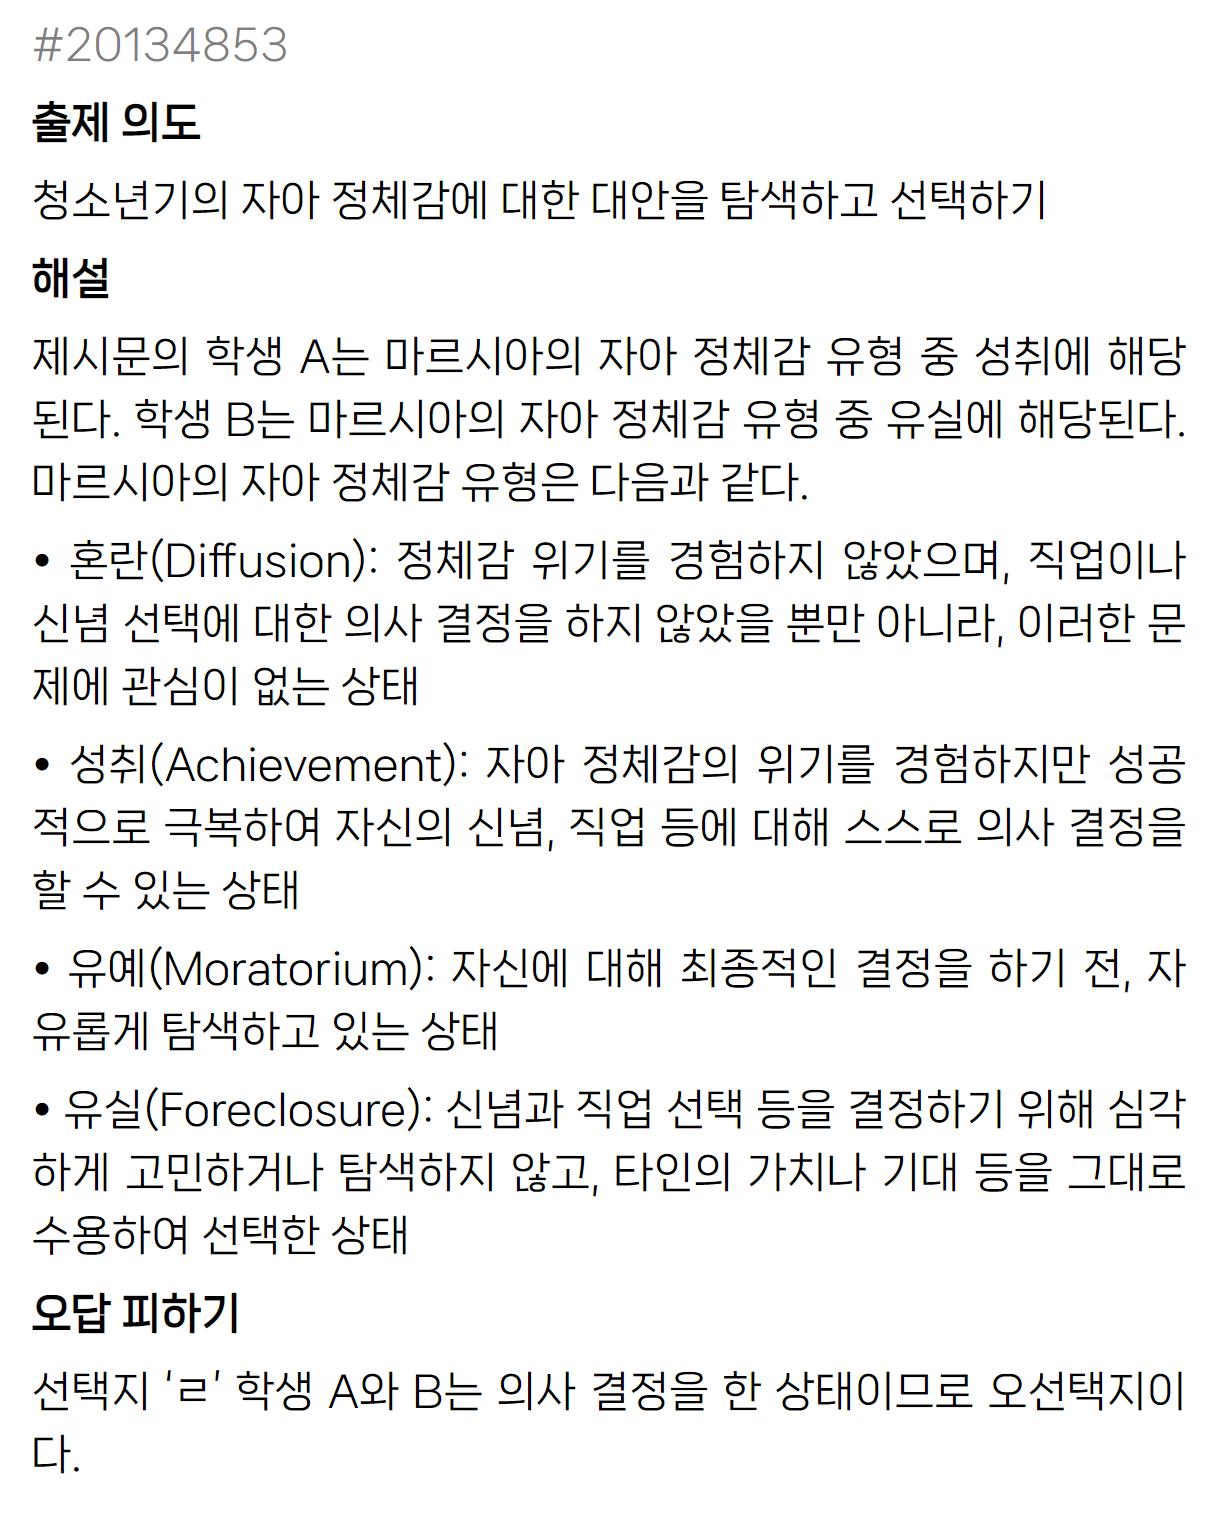 #20134853
출제 의도
청소년기의 자아 정체감에 대한 대안을 탐색하고 선택하기
해설
제시문의 학생 A는 마르시아의 자아 정체감 유형 중 성취에 해당
된다. 학생 B는 마르시아의 자아 정체감 유형 중 유실에 해당된다.
마르시아의 자아 정체감 유형은 다음과 같다.
• 혼란(Diffusion): 정체감 위기를 경험하지 않았으며, 직업이나
신념 선택에 대한 의사 결정을 하지 않았을 뿐만 아니라, 이러한 문
제에 관심이 없는 상태
• 성취(Achievement): 자아 정체감의 위기를 경험하지만 성공
적으로 극복하여 자신의 신념, 직업 등에 대해 스스로 의사 결정을
할 수 있는 상태
• 유예(Moratorium): 자신에 대해 최종적인 결정을 하기 전, 자
유롭게 탐색하고 있는 상태
• 유실(Foreclosure): 신념과 직업 선택 등을 결정하기 위해 심각
하게 고민하거나 탐색하지 않고, 타인의 가치나 기대 등을 그대로
수용하여 선택한 상태
오답 피하기
선택지 'ㄹ' 학생 A와 B는 의사 결정을 한 상태이므로 오선택지이
다.